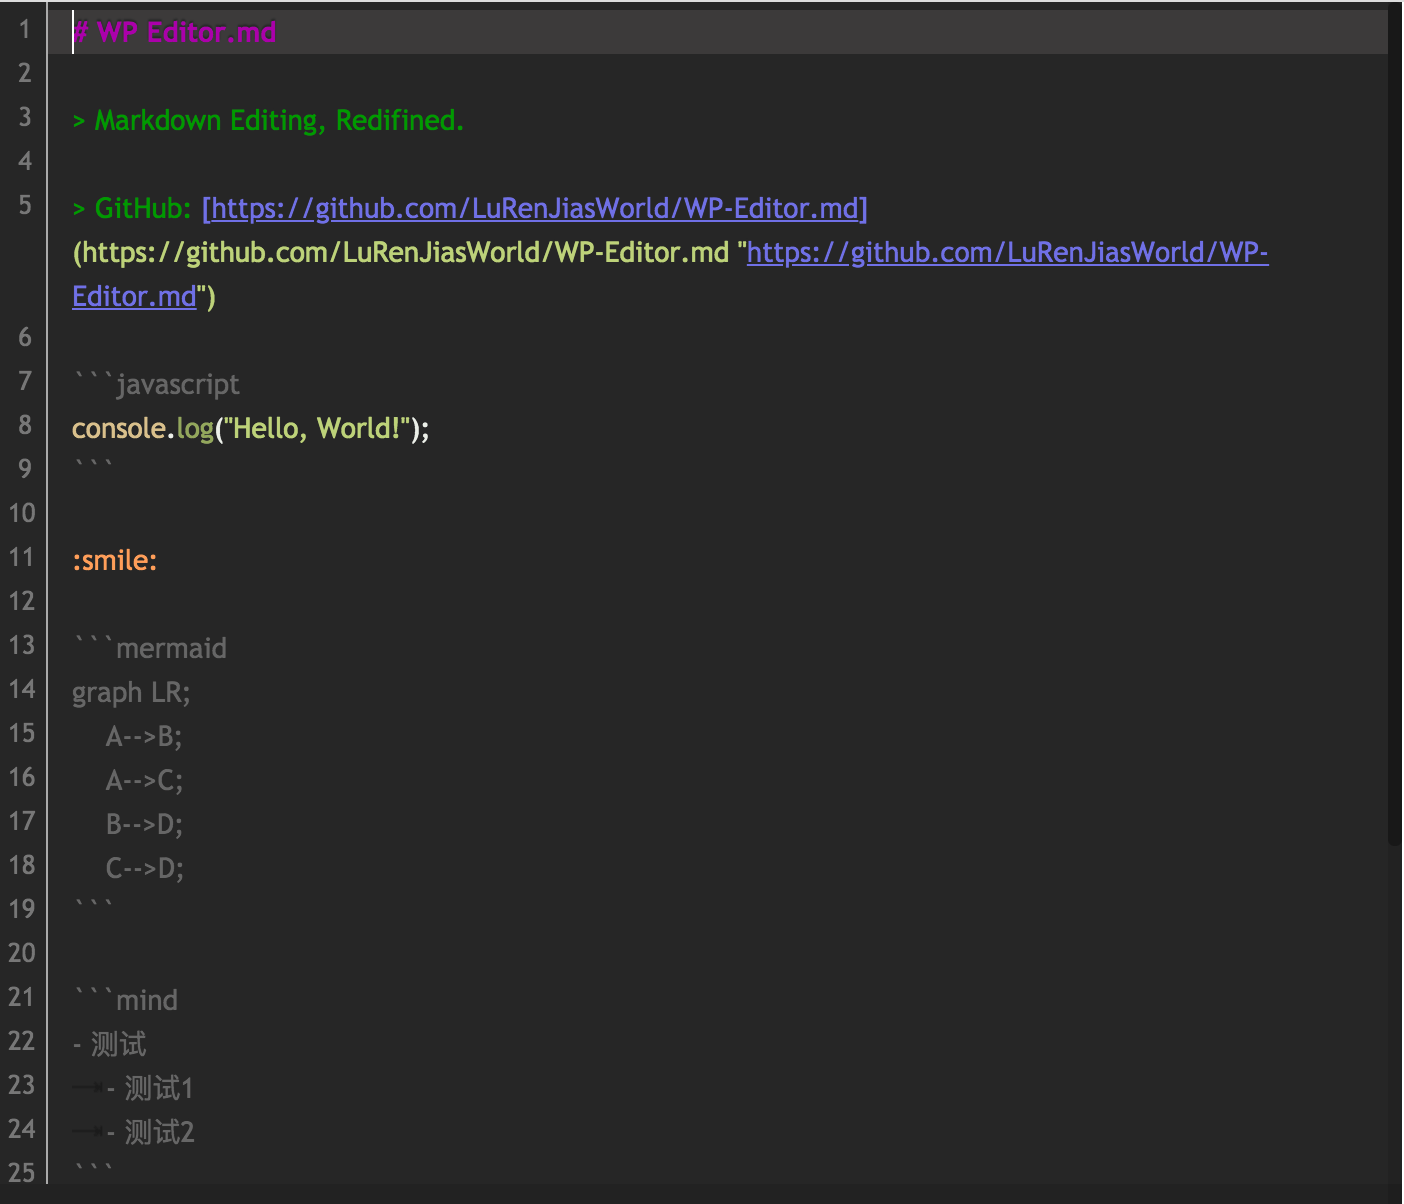 1 # WP Editor.md
2
3 > Markdown Editing, Redifined.
4
5 > GitHub: [https://github.com/LuRenJiasWorld/WP-Editor.md]
(https://github.com/LuRenJiasWorld/WP-Editor.md "https://github.com/LuRenJiasWorld/WP-
Editor.md")
6
7 ```javascript
8 console.log("Hello, World!");
9 ```
10
11 :smile:
12
13 ```mermaid
14 graph LR;
15     A-->B;
16     A-->C;
17     B-->D;
18     C-->D;
19 ```
20
21 ```mind
22 - 测试
23 	- 测试1
24 	- 测试2
25 ```